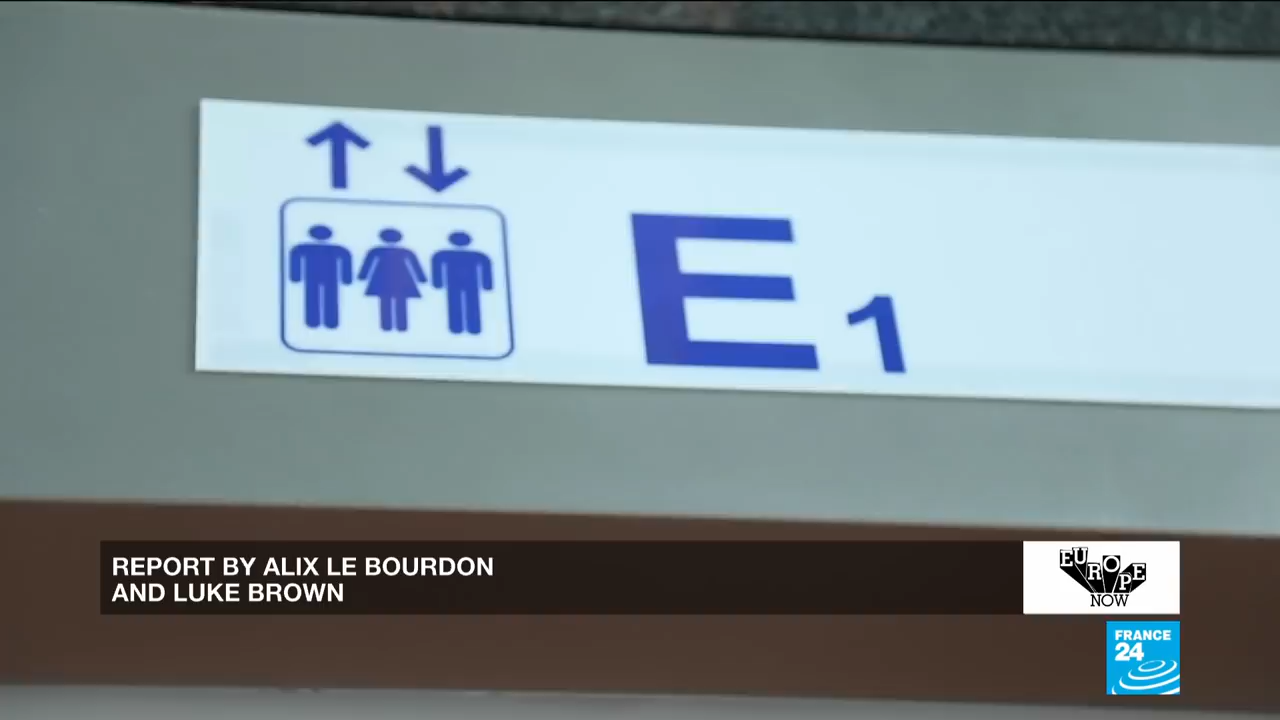 E1
REPORT BY ALIX LE BOURDON
AND LUKE BROWN
EUROPE
NOW
FRANCE
24